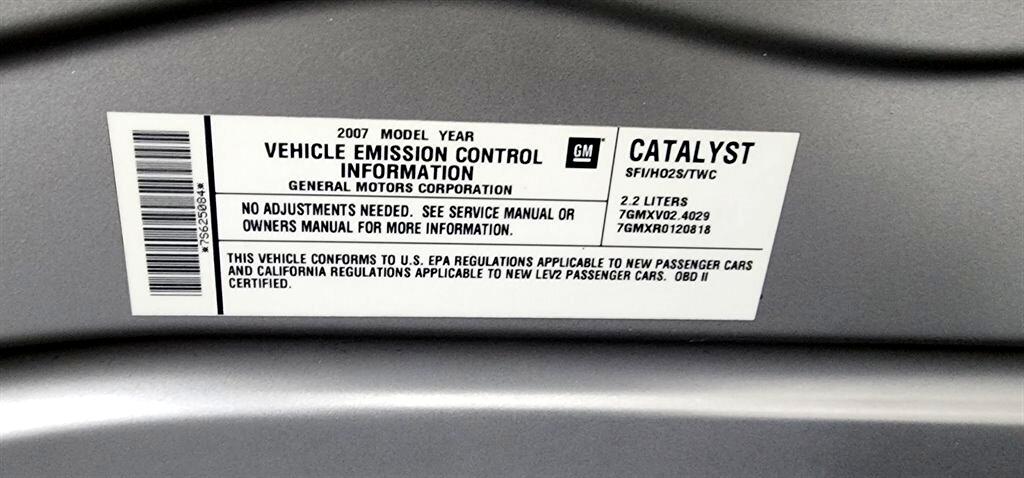 *7S625084*
2007 MODEL YEAR
VEHICLE EMISSION CONTROL
INFORMATION
GENERAL MOTORS CORPORATION
GM
NO ADJUSTMENTS NEEDED. SEE SERVICE MANUAL OR
OWNERS MANUAL FOR MORE INFORMATION.
CATALYST
SFI/HO2S/TWC
2.2 LITERS
7GMXV02.4029
7GMXR0120818
THIS VEHICLE CONFORMS TO U.S. EPA REGULATIONS APPLICABLE TO NEW PASSENGER CARS
AND CALIFORNIA REGULATIONS APPLICABLE TO NEW LEV2 PASSENGER CARS. OBD II
CERTIFIED.